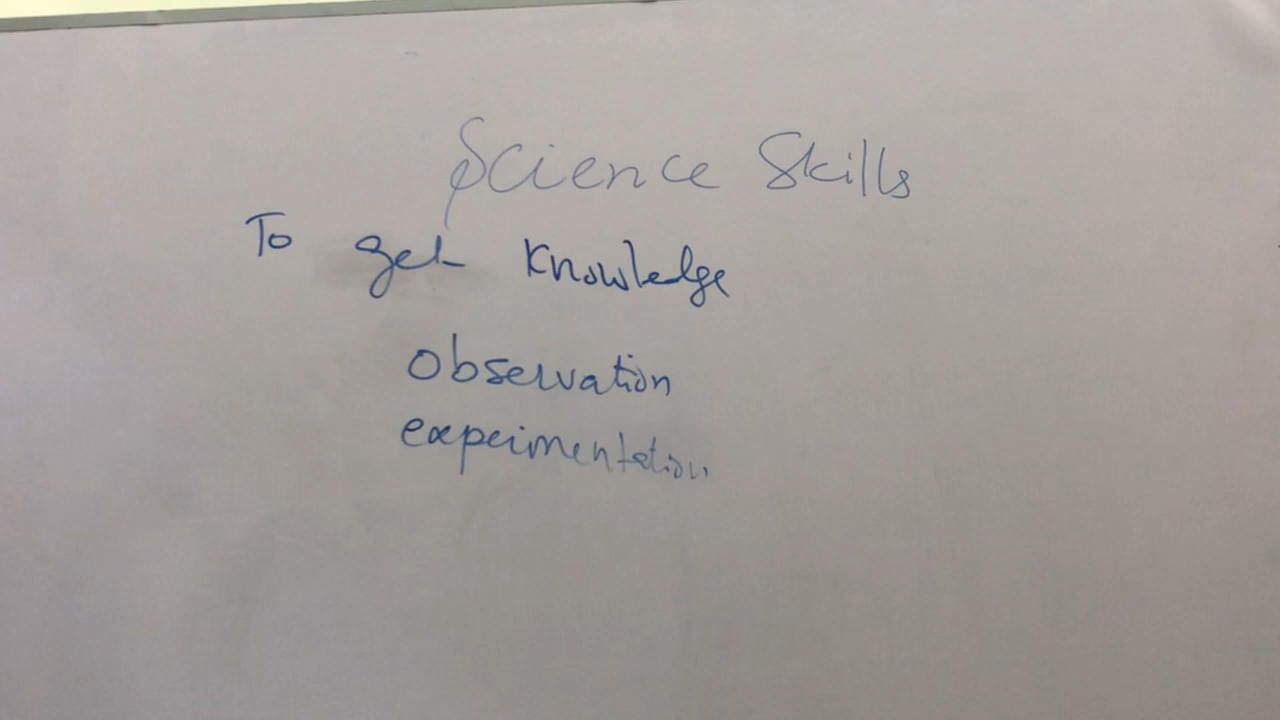 Science Skills
To get Knowledge
Observation
experimentation